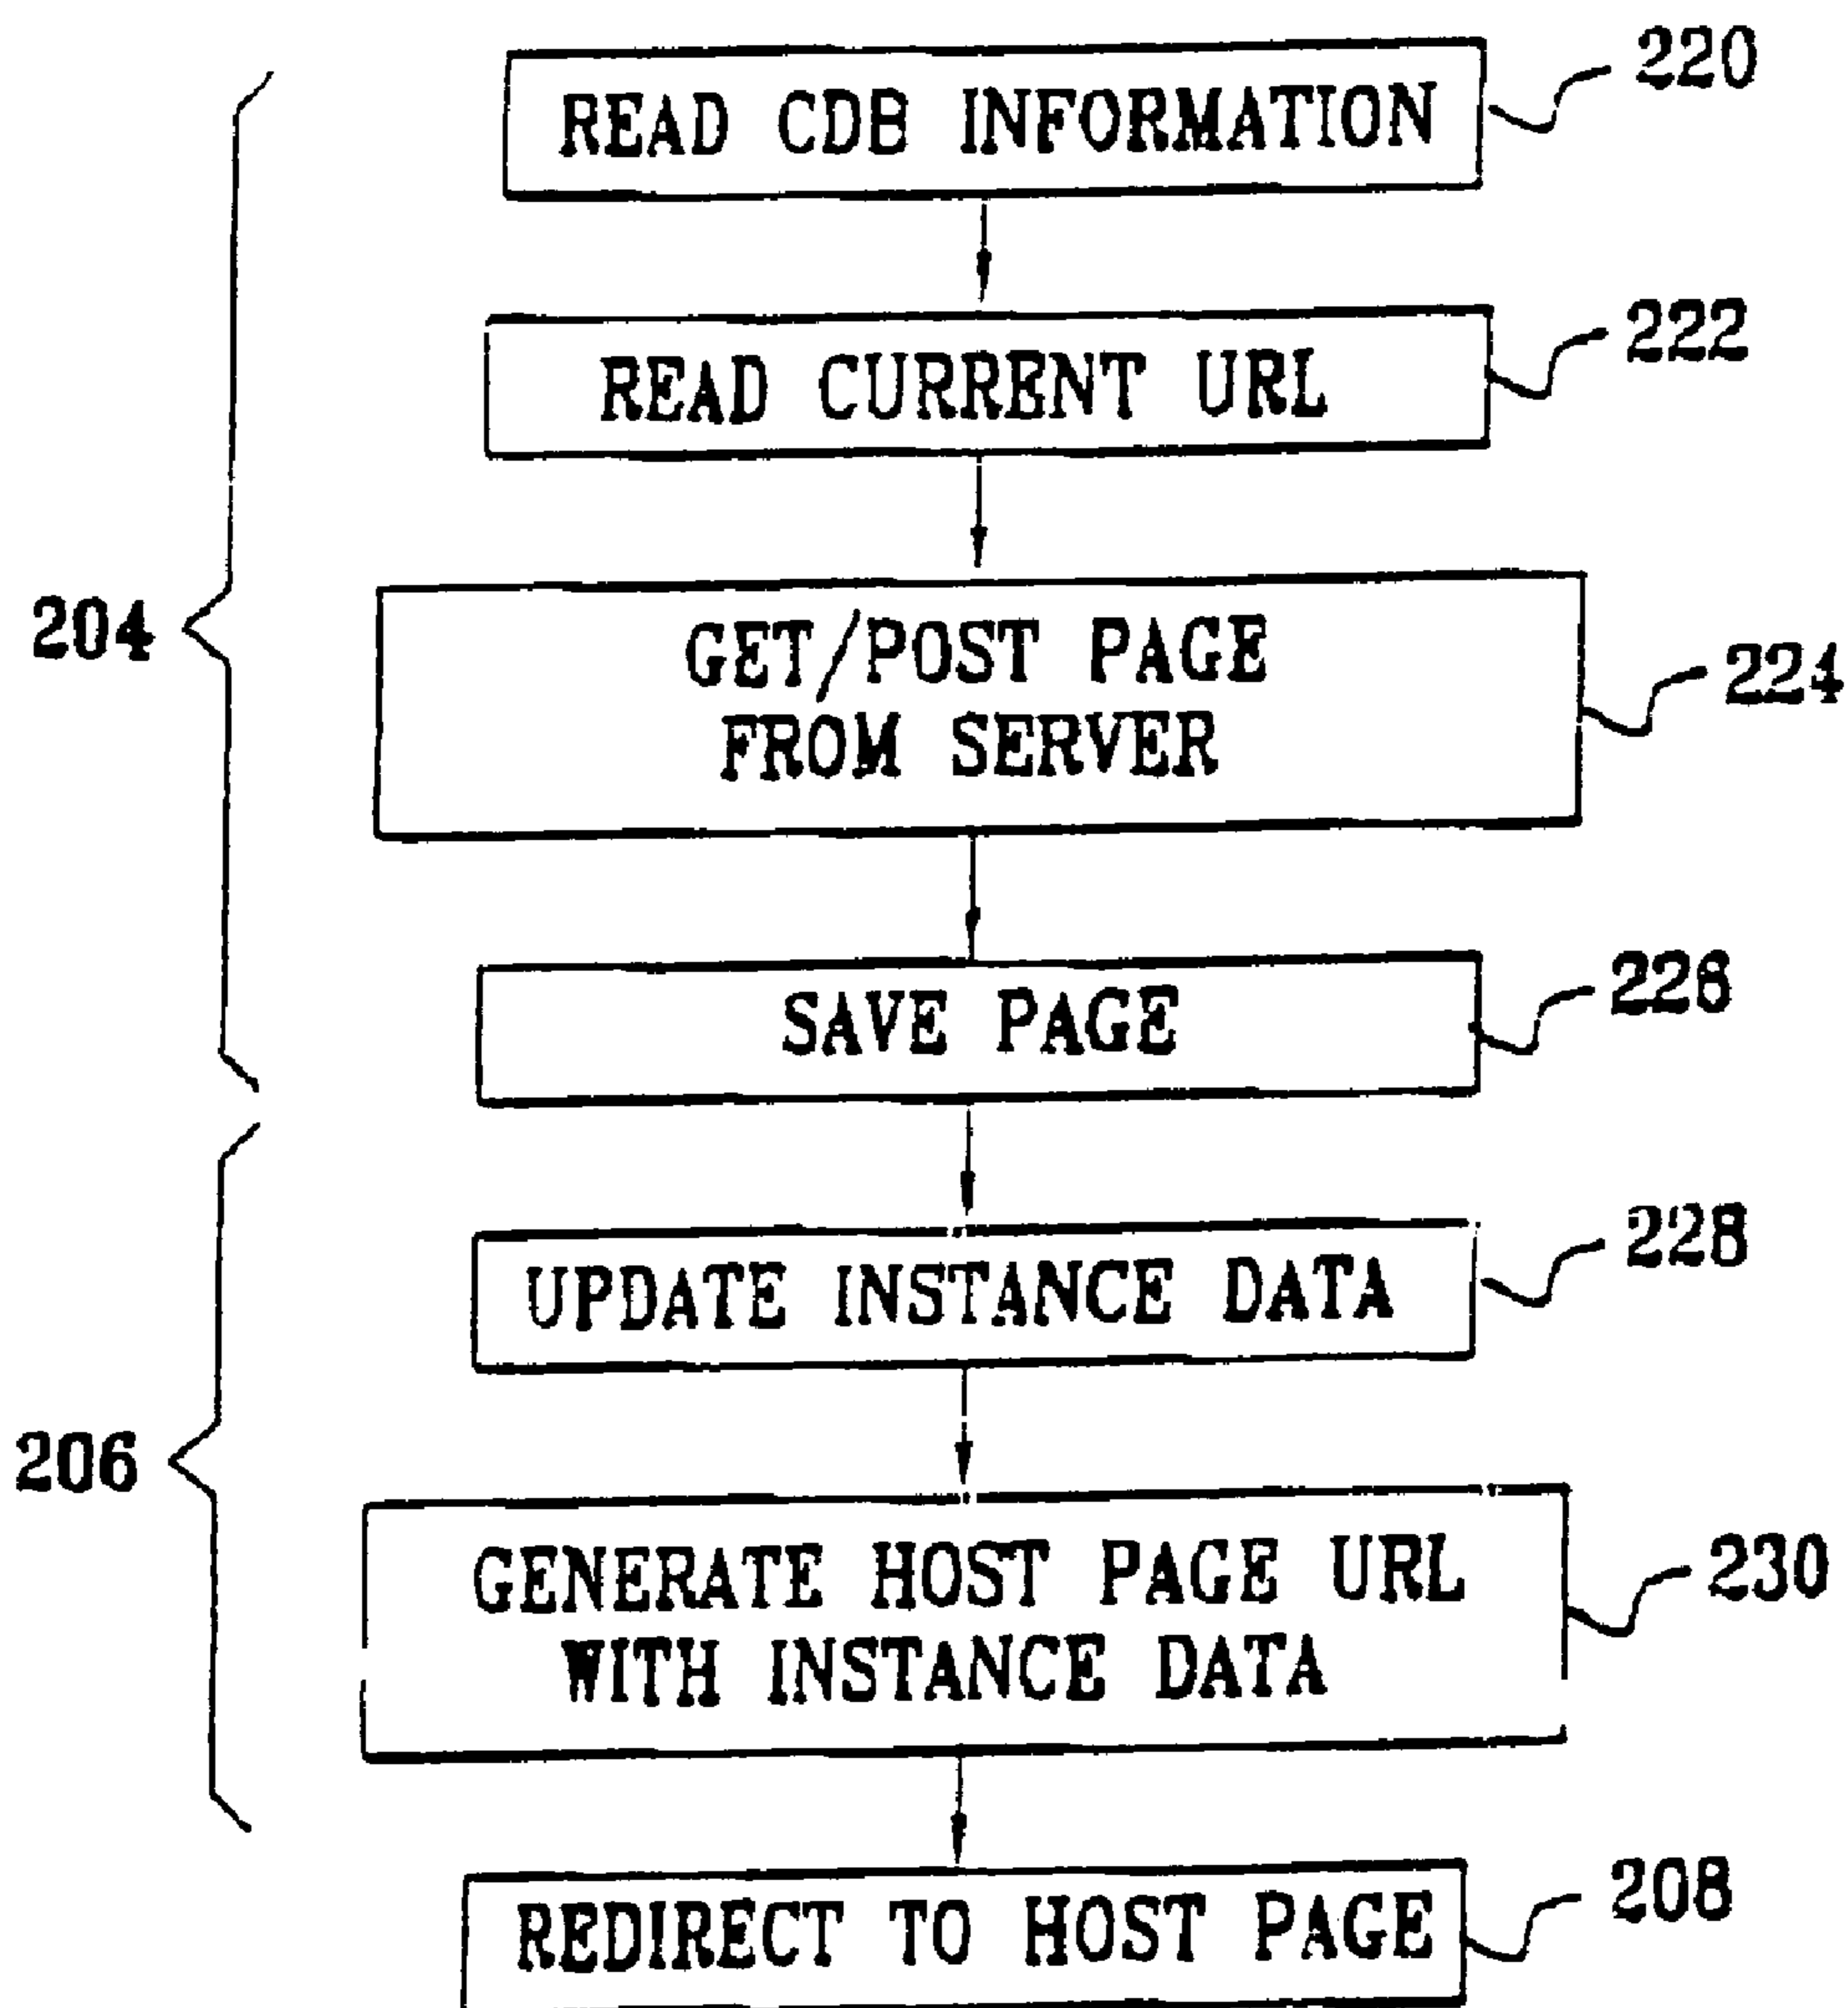 READ CDB INFORMATION
220
READ CURRENT URL
222
204
GET/POST PAGE
FROM SERVER
224
SAVE PAGE
226
UPDATE INSTANCE DATA
228
206
GENERATE HOST PAGE URL
WITH INSTANCE DATA
230
REDIRECT TO HOST PAGE
208